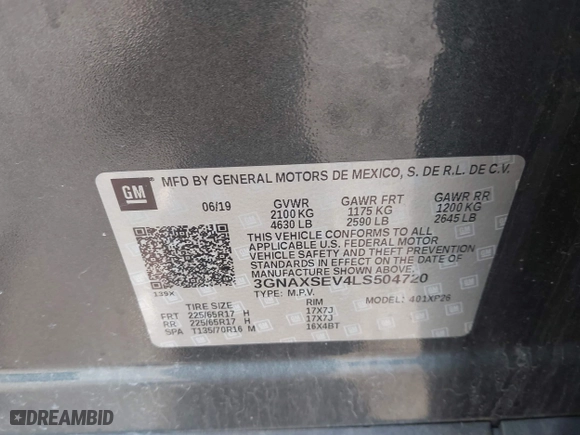 GM
MFD BY GENERAL MOTORS DE MEXICO, S. DE R.L. DE C.V.
06/19 GVWR GAWR FRT GAWR RR
2100 KG 1175 KG 1200 KG
4630 LB 2590 LB 2645 LB
THIS VEHICLE CONFORMS TO ALL
APPLICABLE U.S. FEDERAL MOTOR
VEHICLE SAFETY AND THEFT PREVENTION
STANDARDS IN EFFECT ON THE DATE OF
MANUFACTURE SHOWN ABOVE.
139X
3GNAXSEV4LS504720
TYPE: M.P.V. MODEL: 401XP26
TIRE SIZE RIM
FRT 225/65R17 H 17X7J
RR 225/65R17 H 17X7J
SPA T135/70R16 M 16X4BT
DREAMBID